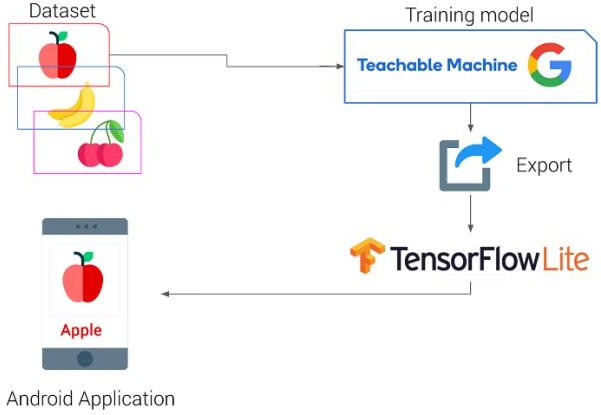 Dataset
Training model
Teachable Machine
Export
TensorFlow Lite
Apple
Android Application